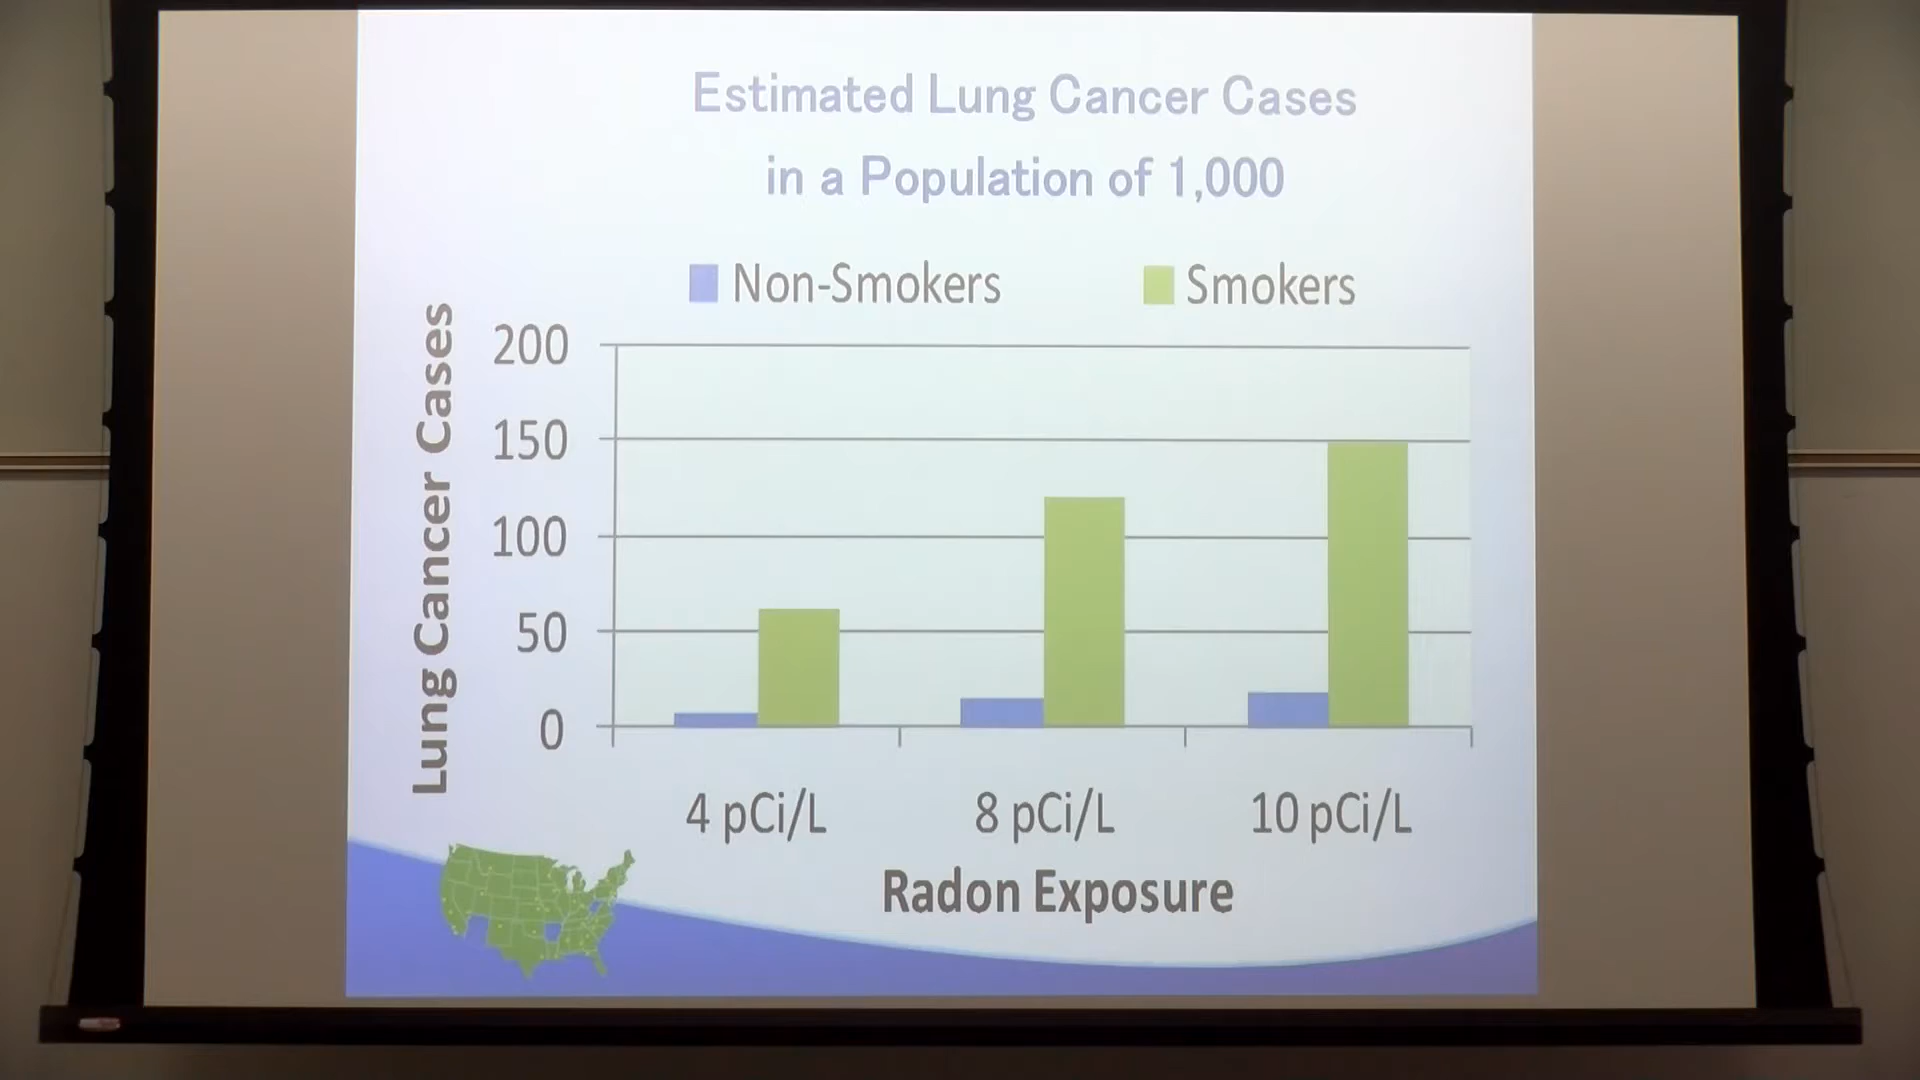 Estimated Lung Cancer Cases
in a Population of 1,000
Non-Smokers
Smokers
Lung Cancer Cases
200
150
100
50
0
4 pCi/L
8 pCi/L
10 pCi/L
Radon Exposure